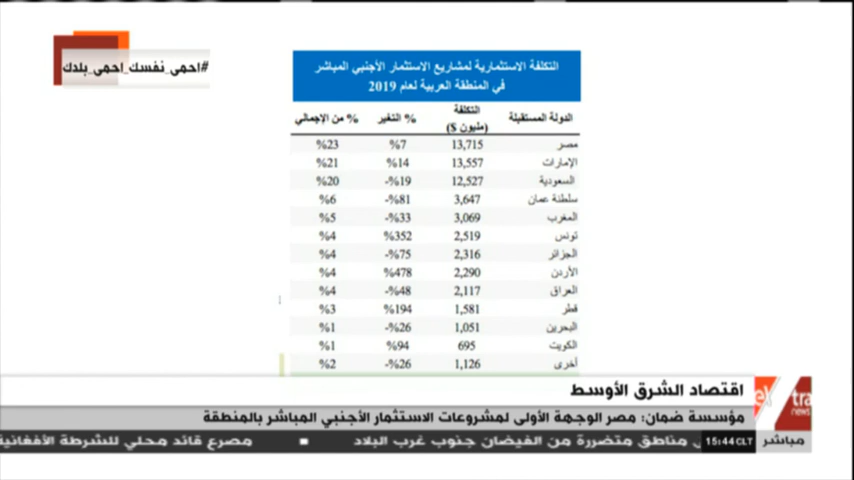 #احمى_نفسك_احمى_بلدك
التكلفة الاستثمارية لمشاريع الاستثمار الأجنبي المباشر
في المنطقة العربية لعام 2019
الدولة المستقبلة التكلفة (مليون $) % التغير % من الإجمالي
مصر 13,715 %7 %23
الإمارات 13,557 %14 %21
السعودية 12,527 -%19 %20
سلطنة عمان 3,647 -%81 %6
المغرب 3,069 -%33 %5
تونس 2,519 %352 %4
الجزائر 2,316 -%75 %4
الأردن 2,290 %478 %4
العراق 2,117 -%48 %4
قطر 1,581 %194 %3
البحرين 1,051 -%26 %1
الكويت 695 %94 %1
أخرى 1,126 -%26 %2
اقتصاد الشرق الأوسط
مؤسسة ضمان: مصر الوجهة الأولى لمشروعات الاستثمار الأجنبي المباشر بالمنطقة
مباشر
15:44 CLT
مناطق متضررة من الفيضان جنوب غرب البلاد ■ مصرع قائد محلي للشرطة الأفغانية
extra
news